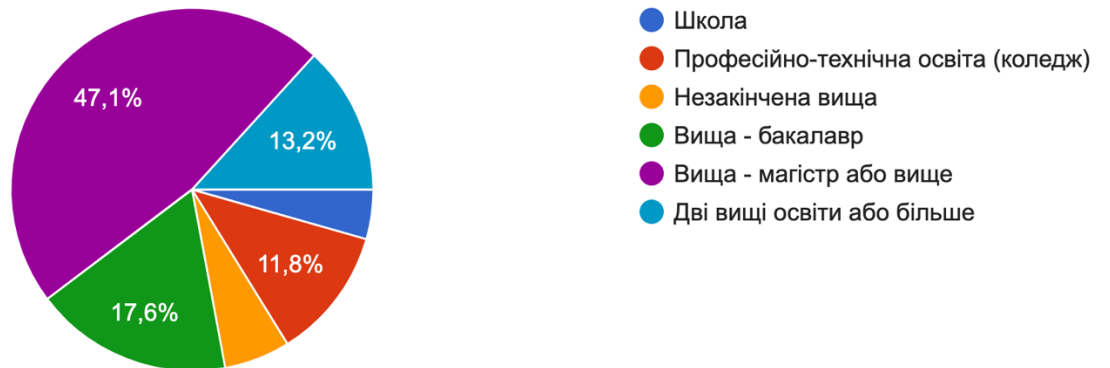 47,1%
13,2%
11,8%
17,6%
Школа
Професійно-технічна освіта (коледж)
Незакінчена вища
Вища - бакалавр
Вища - магістр або вище
Дві вищі освіти або більше